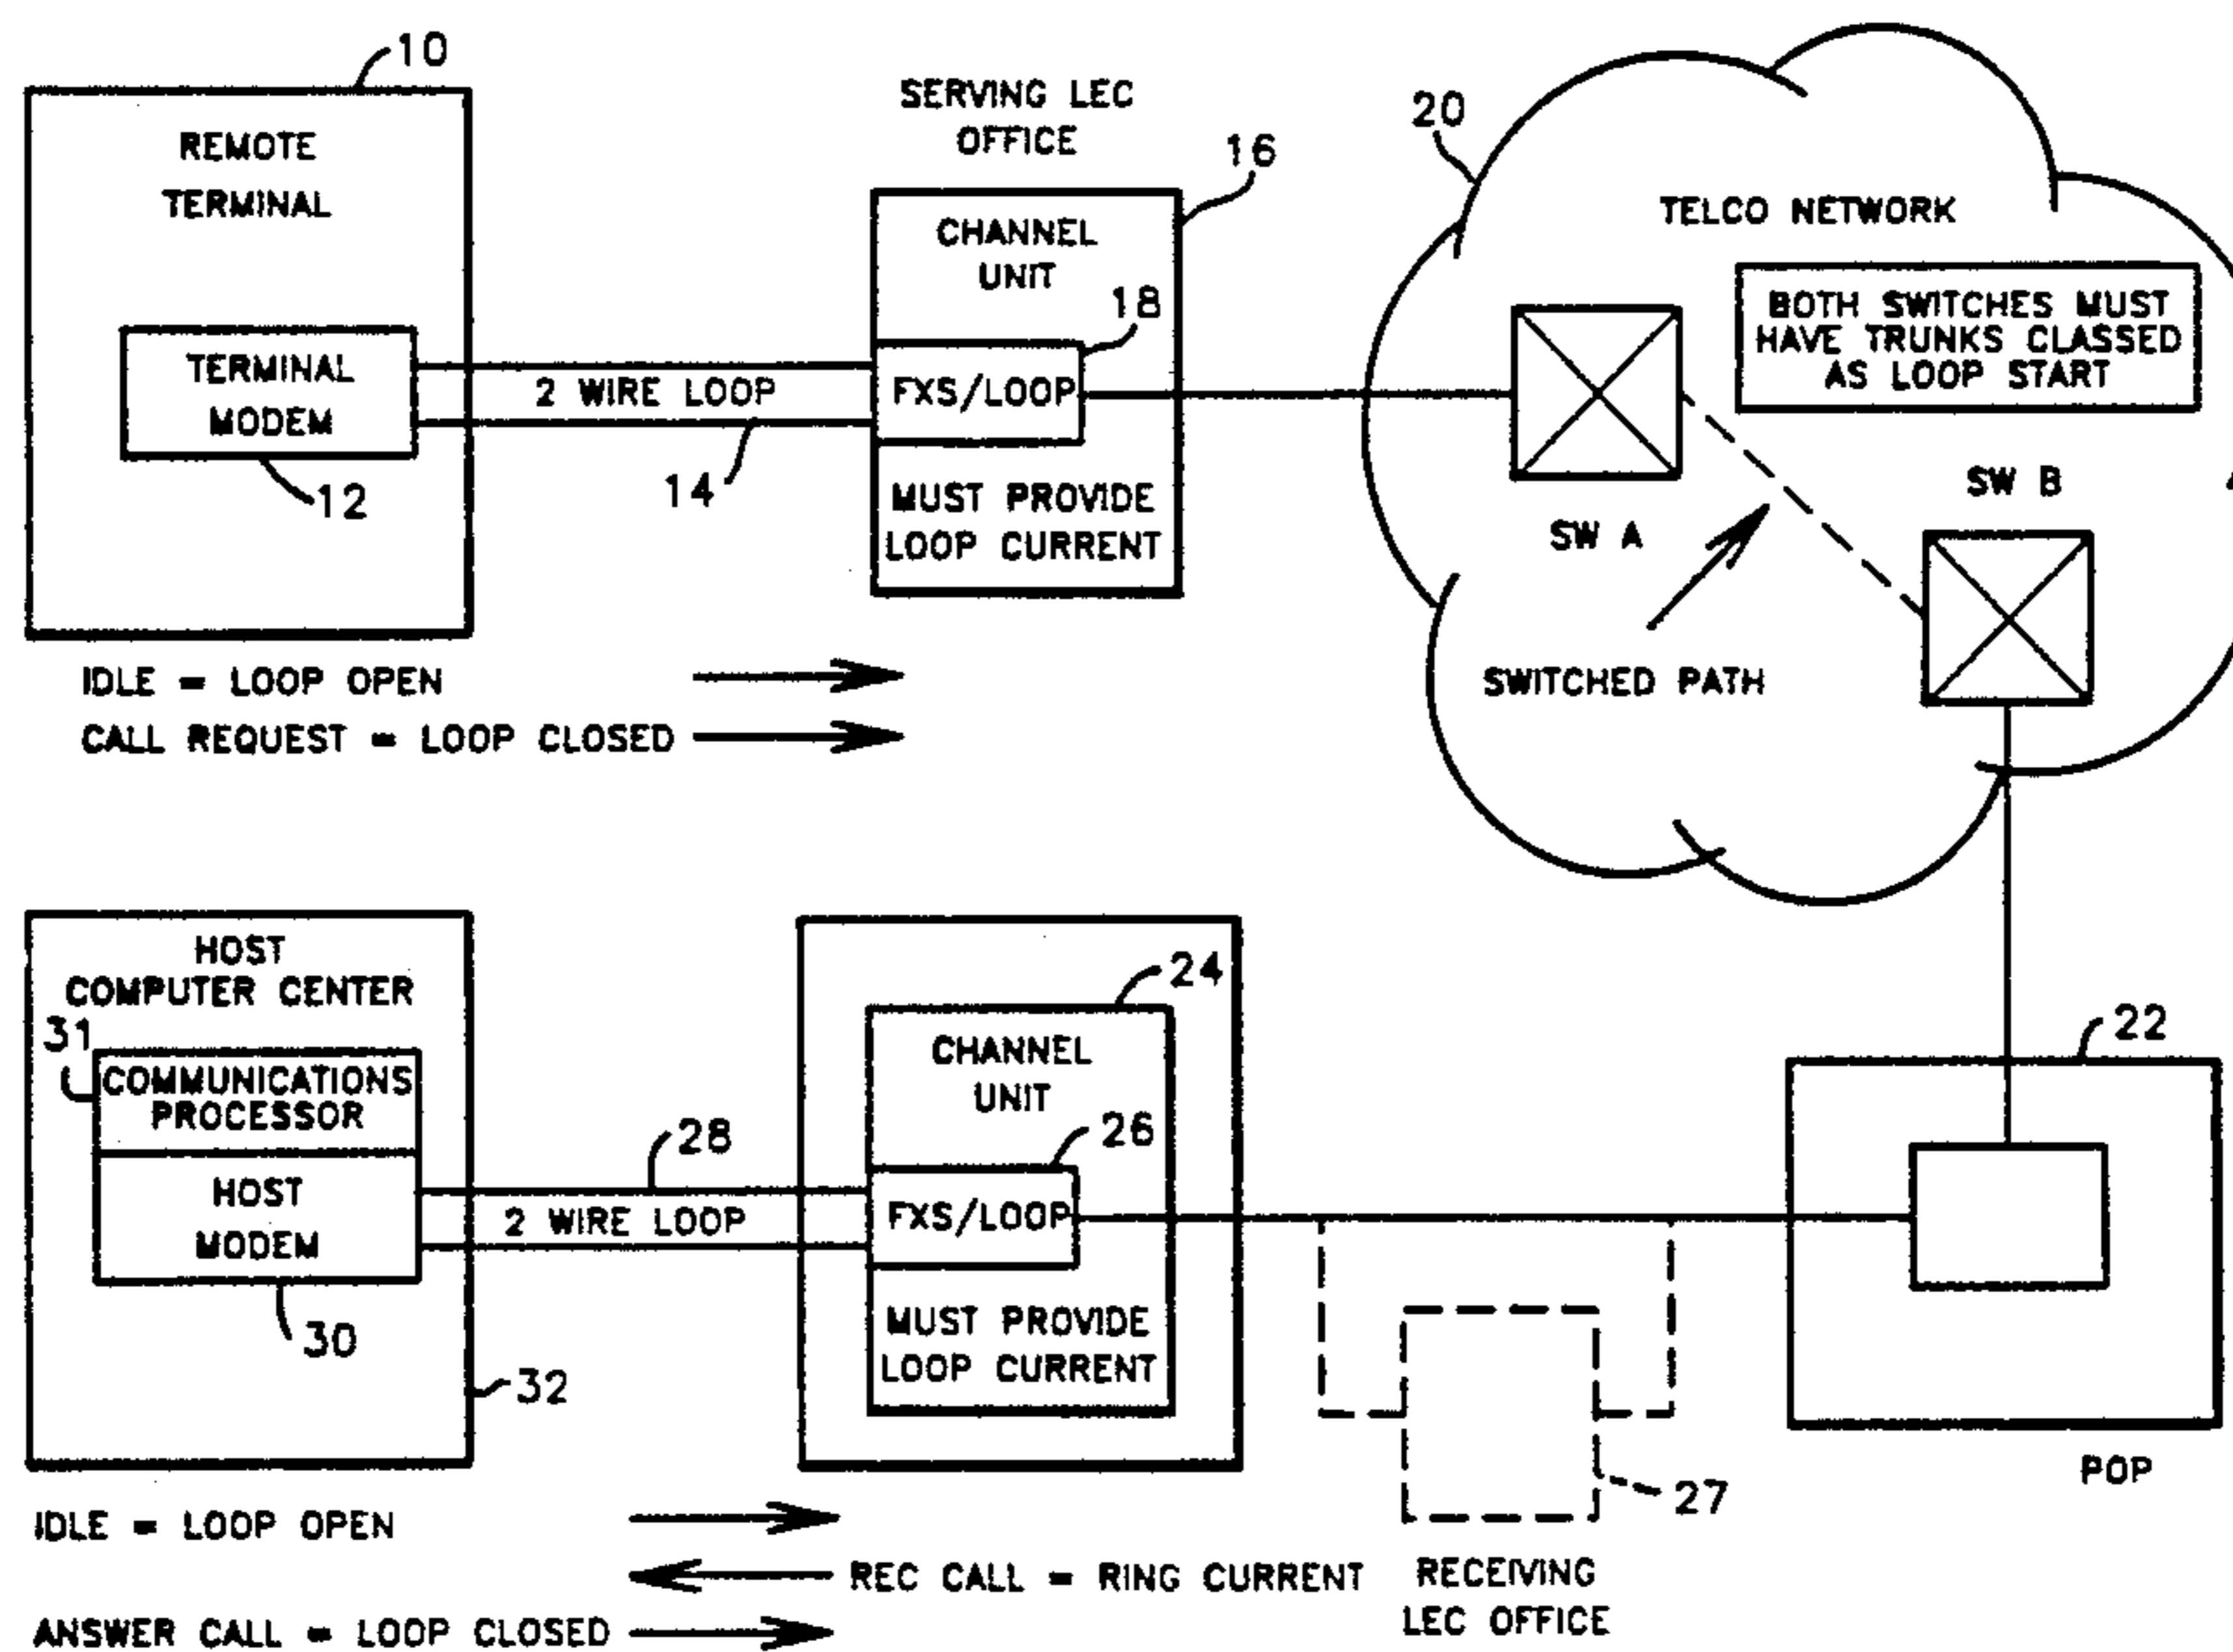 10
REMOTE
TERMINAL
TERMINAL
MODEM
12
2 WIRE LOOP
14
SERVING LEC
OFFICE
16
CHANNEL
UNIT
18
FXS/LOOP
MUST PROVIDE
LOOP CURRENT
20
TELCO NETWORK
BOTH SWITCHES MUST
HAVE TRUNKS CLASSED
AS LOOP START
SW A
SW B
SWITCHED PATH
IDLE = LOOP OPEN
CALL REQUEST = LOOP CLOSED
HOST
COMPUTER CENTER
31
COMMUNICATIONS
PROCESSOR
HOST
MODEM
30
32
28
2 WIRE LOOP
24
CHANNEL
UNIT
26
FXS/LOOP
MUST PROVIDE
LOOP CURRENT
22
POP
27
RECEIVING
LEC OFFICE
IDLE = LOOP OPEN
REC CALL = RING CURRENT
ANSWER CALL = LOOP CLOSED